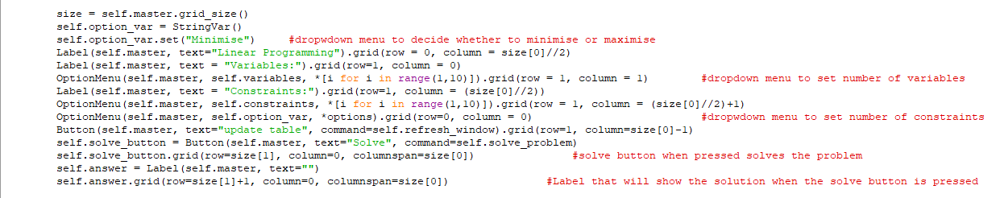 size = self.master.grid_size()
self.option_var = StringVar()
self.option_var.set("Minimise")     #dropwdown menu to decide whether to minimise or maximise
Label(self.master, text="Linear Programming").grid(row = 0, column = size[0]//2)
Label(self.master, text = "Variables:").grid(row=1, column = 0)
OptionMenu(self.master, self.variables, *[i for i in range(1,10)]).grid(row = 1, column = 1)        #dropdown menu to set number of variables
Label(self.master, text = "Constraints:").grid(row=1, column = (size[0]//2))
OptionMenu(self.master, self.constraints, *[i for i in range(1,10)]).grid(row = 1, column = (size[0]//2)+1)
OptionMenu(self.master, self.option_var, *options).grid(row=0, column = 0)                          #dropwdown menu to set number of constraints
Button(self.master, text="update table", command=self.refresh_window).grid(row=1, column=size[0]-1)
self.solve_button = Button(self.master, text="Solve", command=self.solve_problem)
self.solve_button.grid(row=size[1], column=0, columnspan=size[0])               #solve button when pressed solves the problem
self.answer = Label(self.master, text="")
self.answer.grid(row=size[1]+1, column=0, columnspan=size[0])               #Label that will show the solution when the solve button is pressed